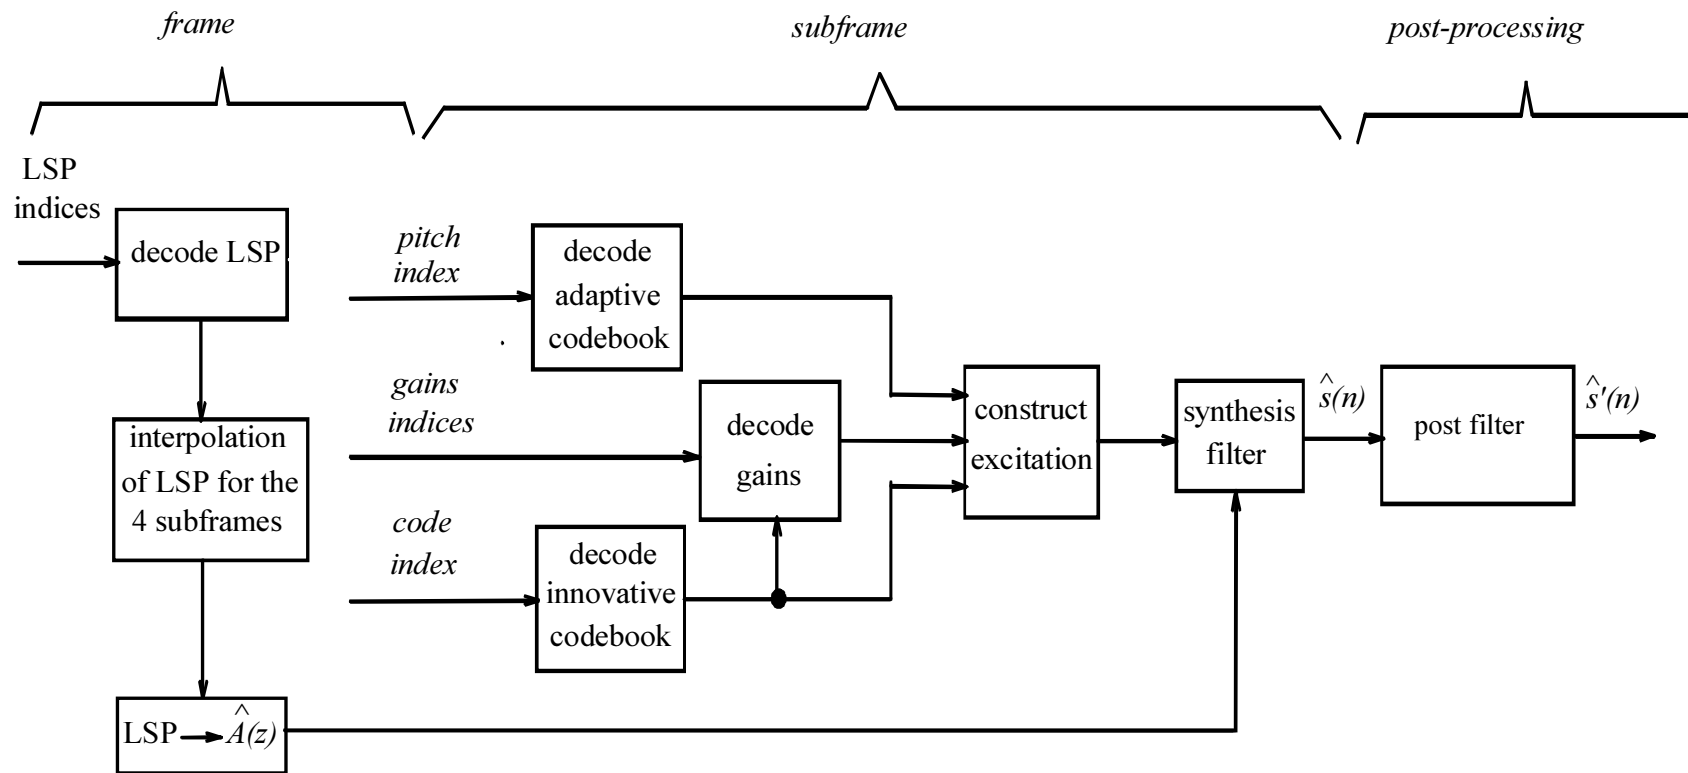 frame
subframe
post-processing
LSP
indices
decode LSP
interpolation
of LSP for the
4 subframes
LSP → Â(z)
pitch
index
decode
adaptive
codebook
gains
indices
decode
gains
code
index
decode
innovative
codebook
construct
excitation
synthesis
filter
ŝ(n)
post filter
ŝ'(n)